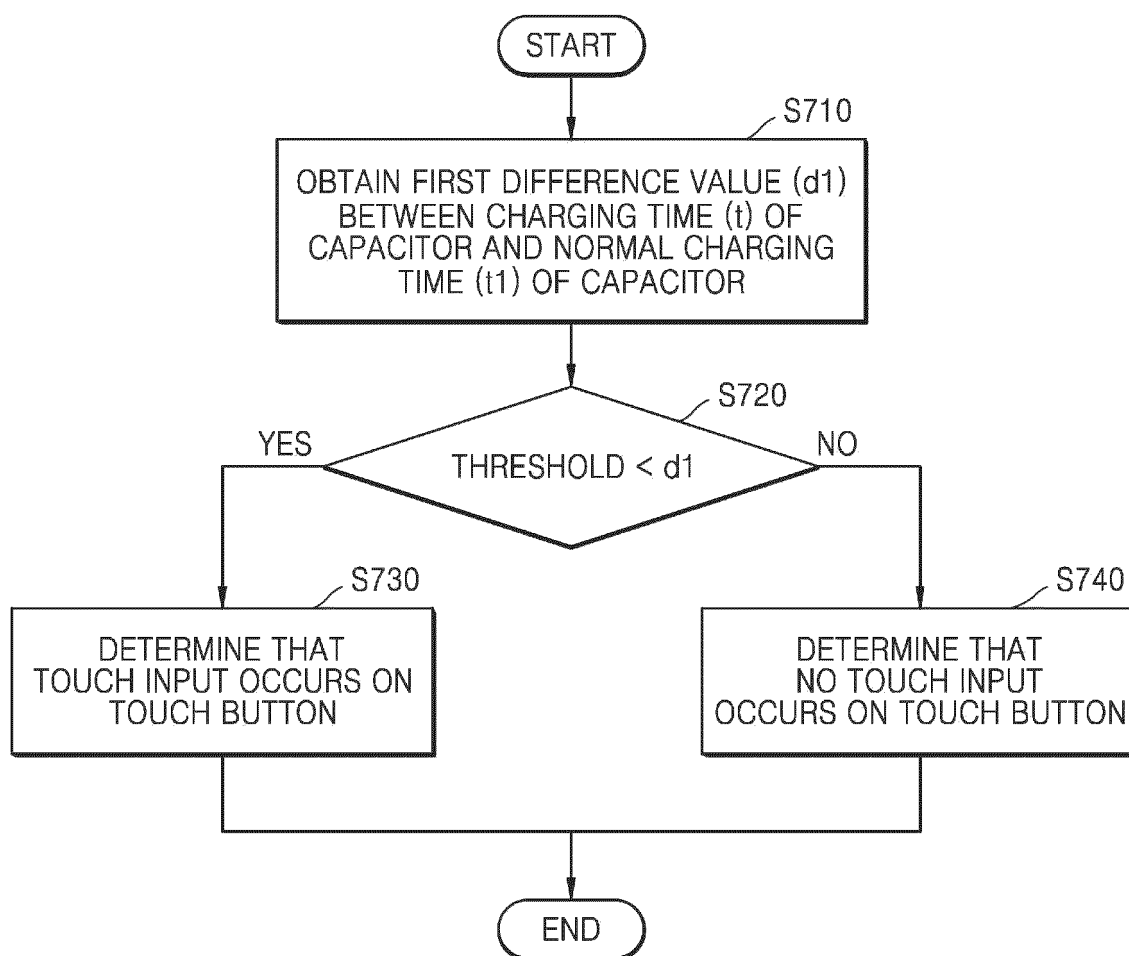 START
S710
OBTAIN FIRST DIFFERENCE VALUE (d1)
BETWEEN CHARGING TIME (t) OF
CAPACITOR AND NORMAL CHARGING
TIME (t1) OF CAPACITOR
S720
YES
THRESHOLD < d1
NO
S730
DETERMINE THAT
TOUCH INPUT OCCURS ON
TOUCH BUTTON
S740
DETERMINE THAT
NO TOUCH INPUT
OCCURS ON TOUCH BUTTON
END